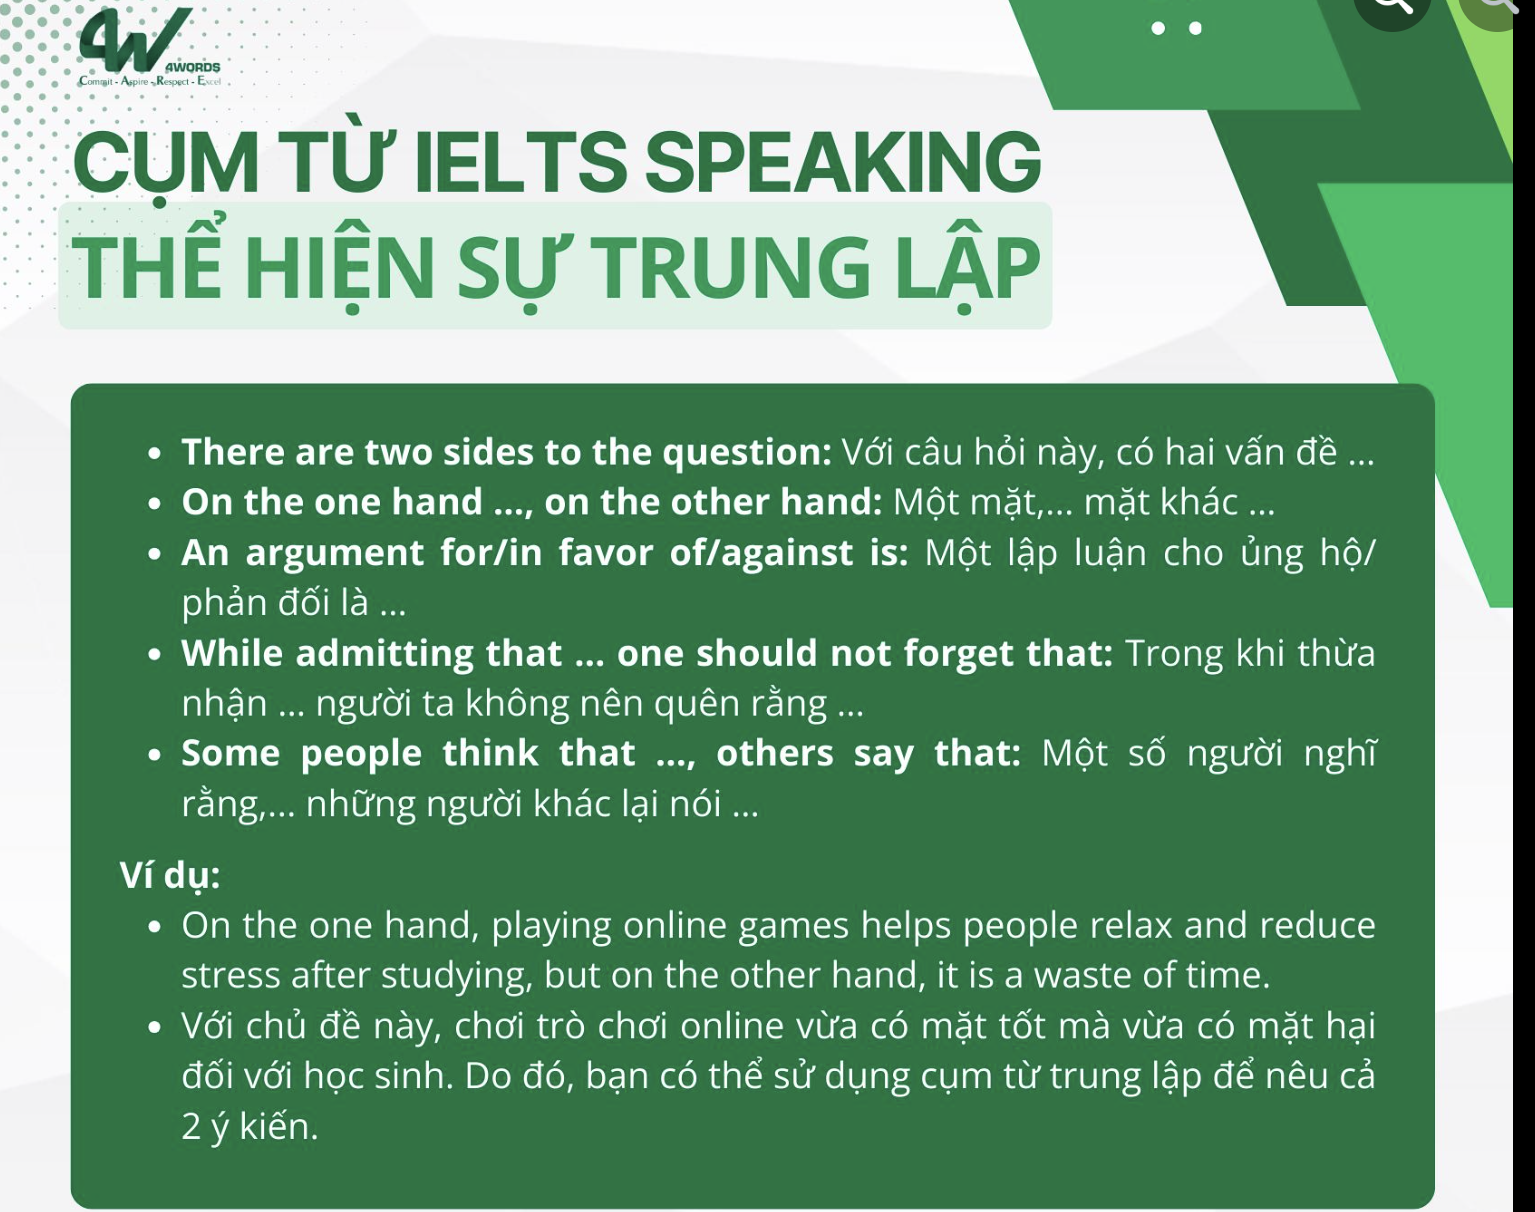 4W
4WORDS
Commit - Aspire - Respect - Excel
CỤM TỪ IELTS SPEAKING
THỂ HIỆN SỰ TRUNG LẬP
• There are two sides to the question: Với câu hỏi này, có hai vấn đề ...
• On the one hand ..., on the other hand: Một mặt,... mặt khác ...
• An argument for/in favor of/against is: Một lập luận cho ủng hộ/
phản đối là ...
• While admitting that ... one should not forget that: Trong khi thừa
nhận ... người ta không nên quên rằng ...
• Some people think that ..., others say that: Một số người nghĩ
rằng,... những người khác lại nói ...
Ví dụ:
• On the one hand, playing online games helps people relax and reduce
stress after studying, but on the other hand, it is a waste of time.
• Với chủ đề này, chơi trò chơi online vừa có mặt tốt mà vừa có mặt hại
đối với học sinh. Do đó, bạn có thể sử dụng cụm từ trung lập để nêu cả
2 ý kiến.